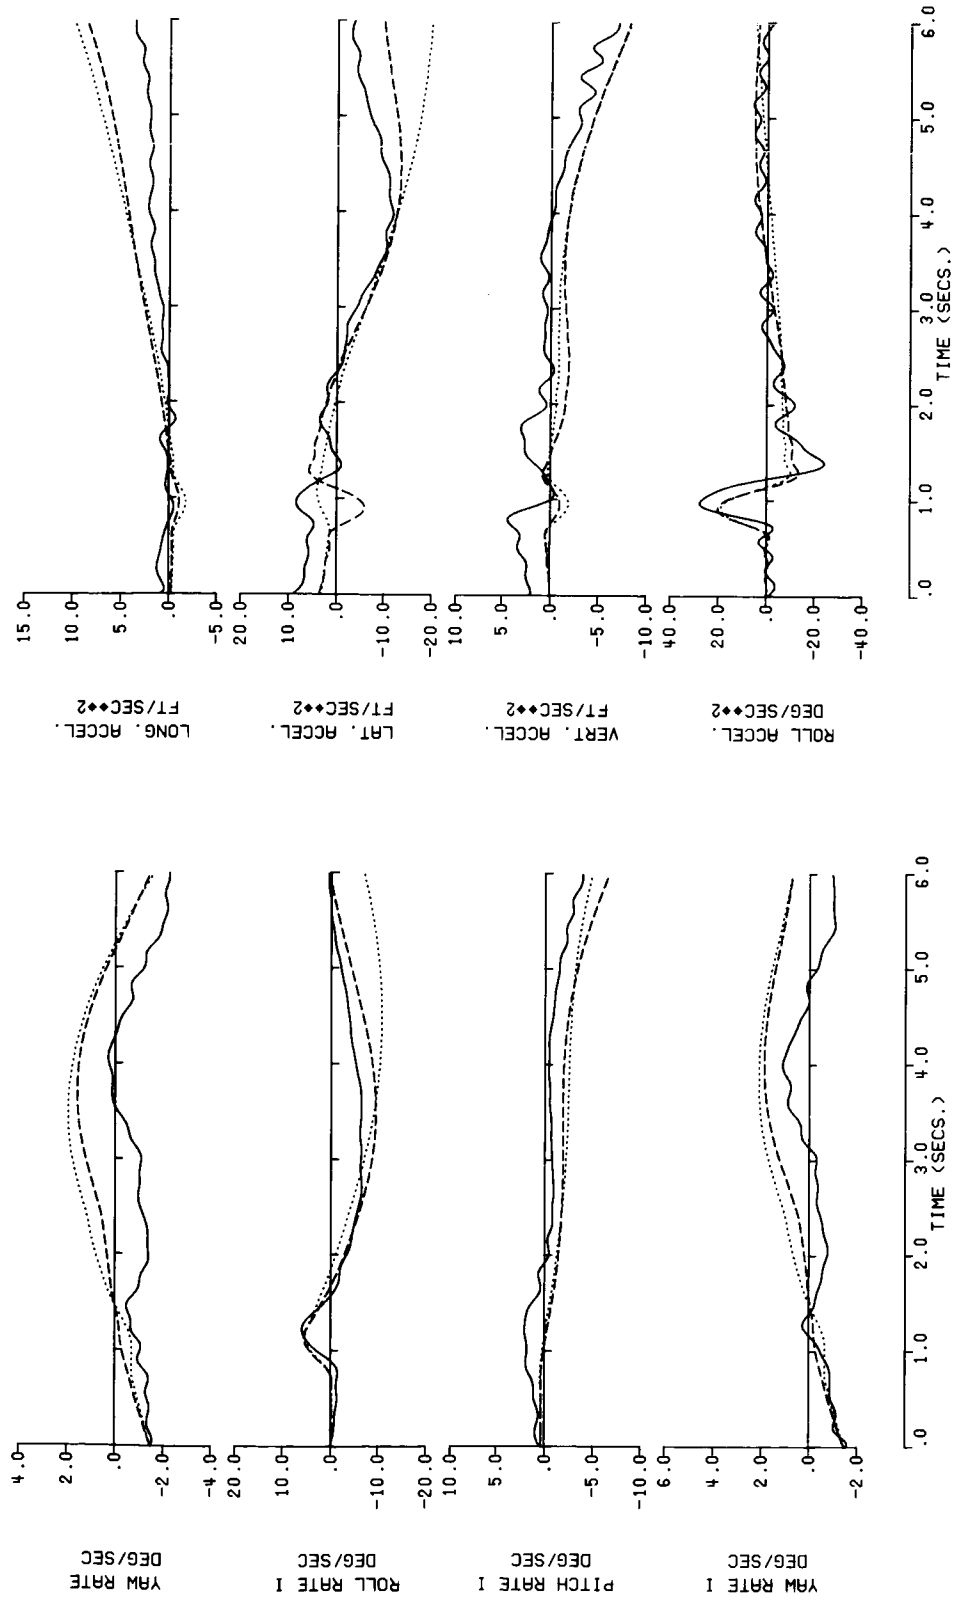 YAW RATE
DEG/SEC
4.0
2.0
.0
-2.0
-4.0
ROLL RATE I
DEG/SEC
20.0
10.0
.0
-10.0
-20.0
PITCH RATE I
DEG/SEC
10.0
5.0
.0
-5.0
-10.0
YAW RATE I
DEG/SEC
6.0
4.0
2.0
.0
-2.0
.0 1.0 2.0 3.0 4.0 5.0 6.0
TIME (SECS.)
LONG. ACCEL.
FT/SEC◆◆2
15.0
10.0
5.0
.0
-5.0
LAT. ACCEL.
FT/SEC◆◆2
20.0
10.0
.0
-10.0
-20.0
VERT. ACCEL.
FT/SEC◆◆2
10.0
5.0
.0
-5.0
-10.0
ROLL ACCEL.
DEG/SEC◆◆2
40.0
20.0
.0
-20.0
-40.0
.0 1.0 2.0 3.0 4.0 5.0 6.0
TIME (SECS.)